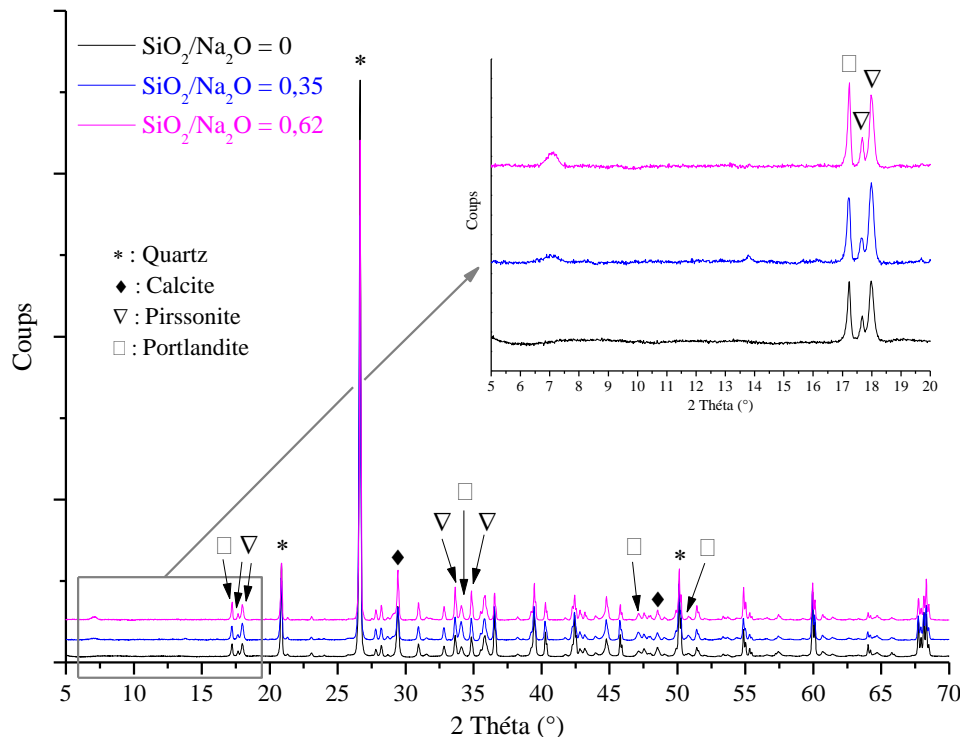 SiO2/Na2O = 0
SiO2/Na2O = 0,35
SiO2/Na2O = 0,62
*
* : Quartz
♦ : Calcite
∇ : Pirssonite
□ : Portlandite
Coups
5 10 15 20 25 30 35 40 45 50 55 60 65 70
2 Théta (°)
Coups
5 6 7 8 9 10 11 12 13 14 15 16 17 18 19 20
2 Théta (°)